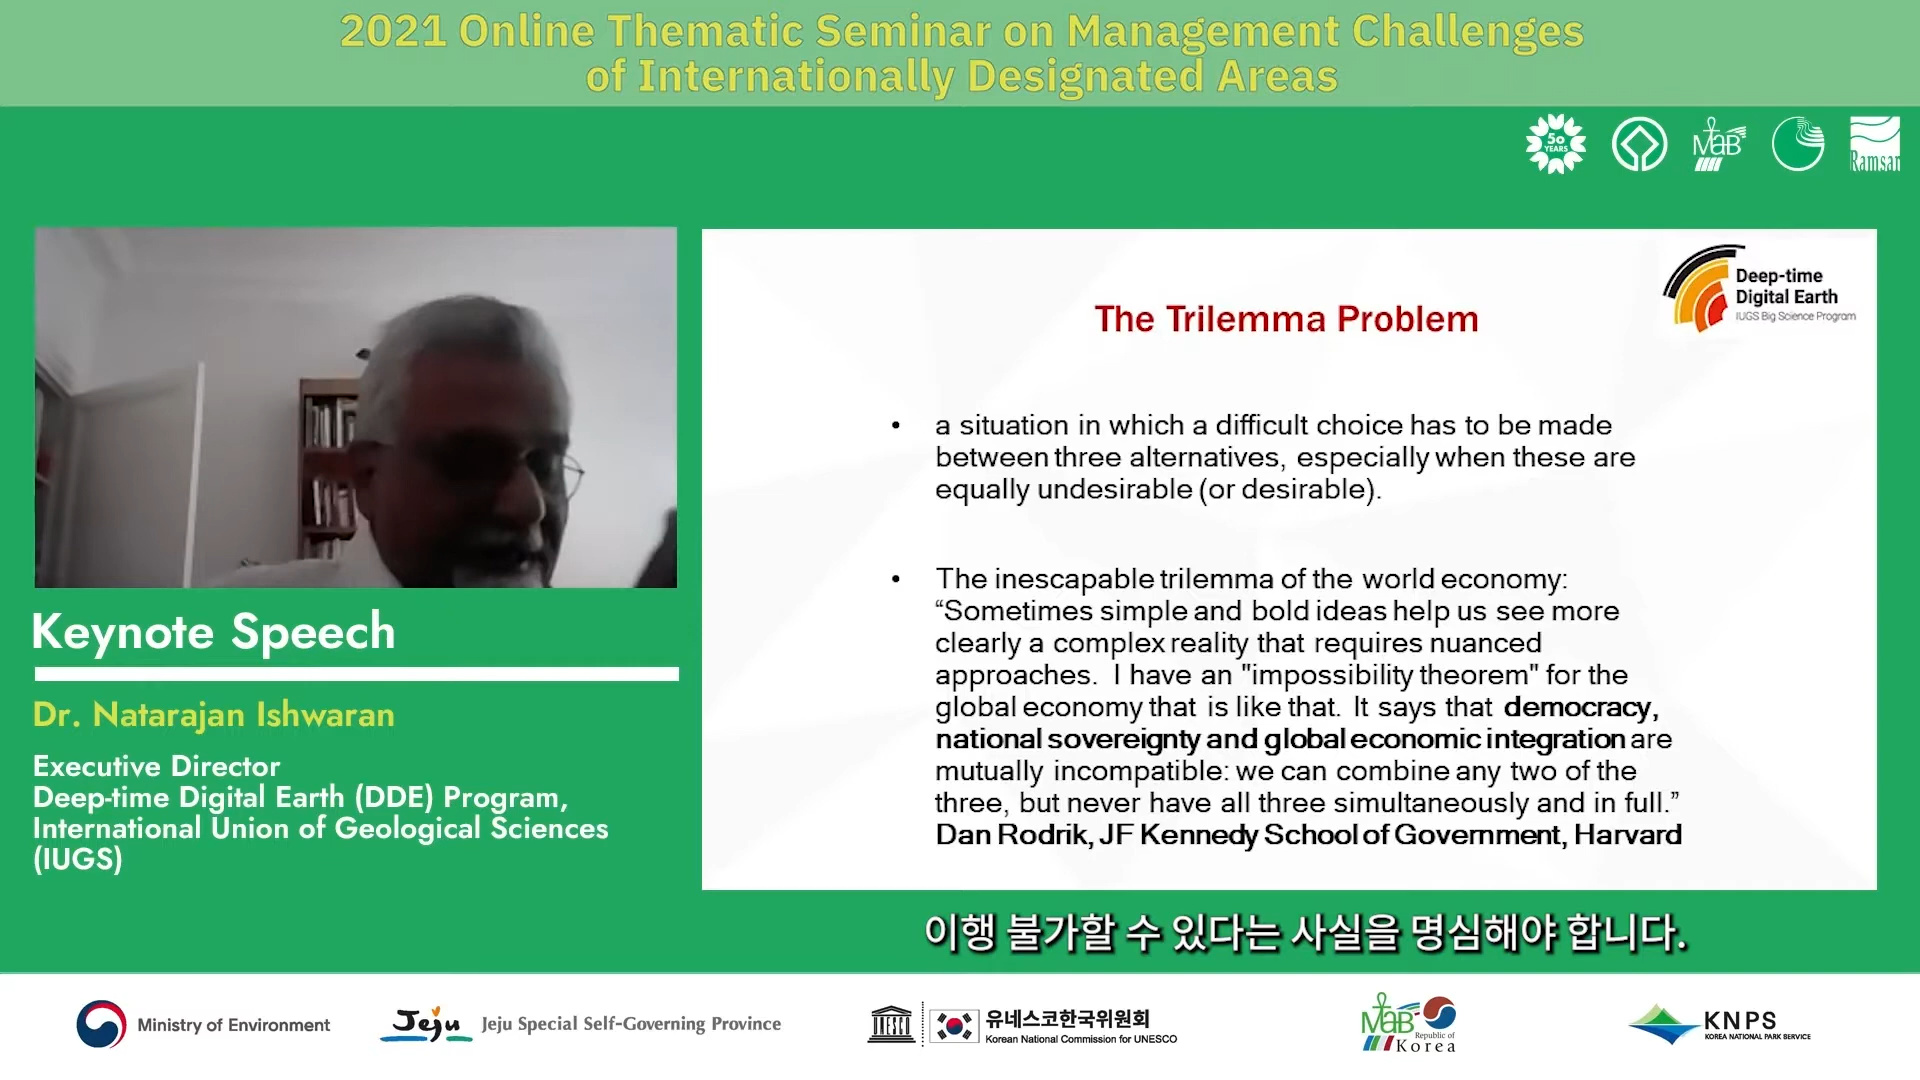 2021 Online Thematic Seminar on Management Challenges
of Internationally Designated Areas
50
YEARS
MaB
Ramsar
Deep-time
Digital Earth
IUGS Big Science Program
The Trilemma Problem
• a situation in which a difficult choice has to be made
between three alternatives, especially when these are
equally undesirable (or desirable).
• The inescapable trilemma of the world economy:
“Sometimes simple and bold ideas help us see more
clearly a complex reality that requires nuanced
approaches. I have an "impossibility theorem" for the
global economy that is like that. It says that democracy,
national sovereignty and global economic integration are
mutually incompatible: we can combine any two of the
three, but never have all three simultaneously and in full.”
Dan Rodrik, JF Kennedy School of Government, Harvard
Keynote Speech
Dr. Natarajan Ishwaran
Executive Director
Deep-time Digital Earth (DDE) Program,
International Union of Geological Sciences
(IUGS)
이행 불가할 수 있다는 사실을 명심해야 합니다.
Ministry of Environment
Jeju
Jeju Special Self-Governing Province
UNESCO
유네스코한국위원회
Korean National Commission for UNESCO
MaB
Republic of
Korea
KNPS
KOREA NATIONAL PARK SERVICE